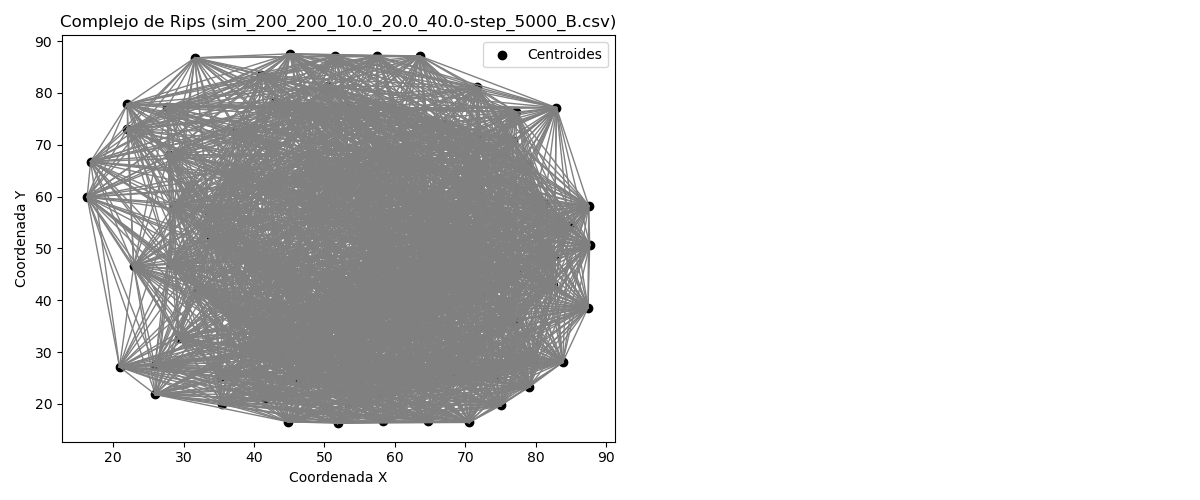 Complejo de Rips (sim_200_200_10.0_20.0_40.0-step_5000_B.csv)
Centroides
90
80
70
60
50
40
30
20
Coordenada Y
20 30 40 50 60 70 80 90
Coordenada X